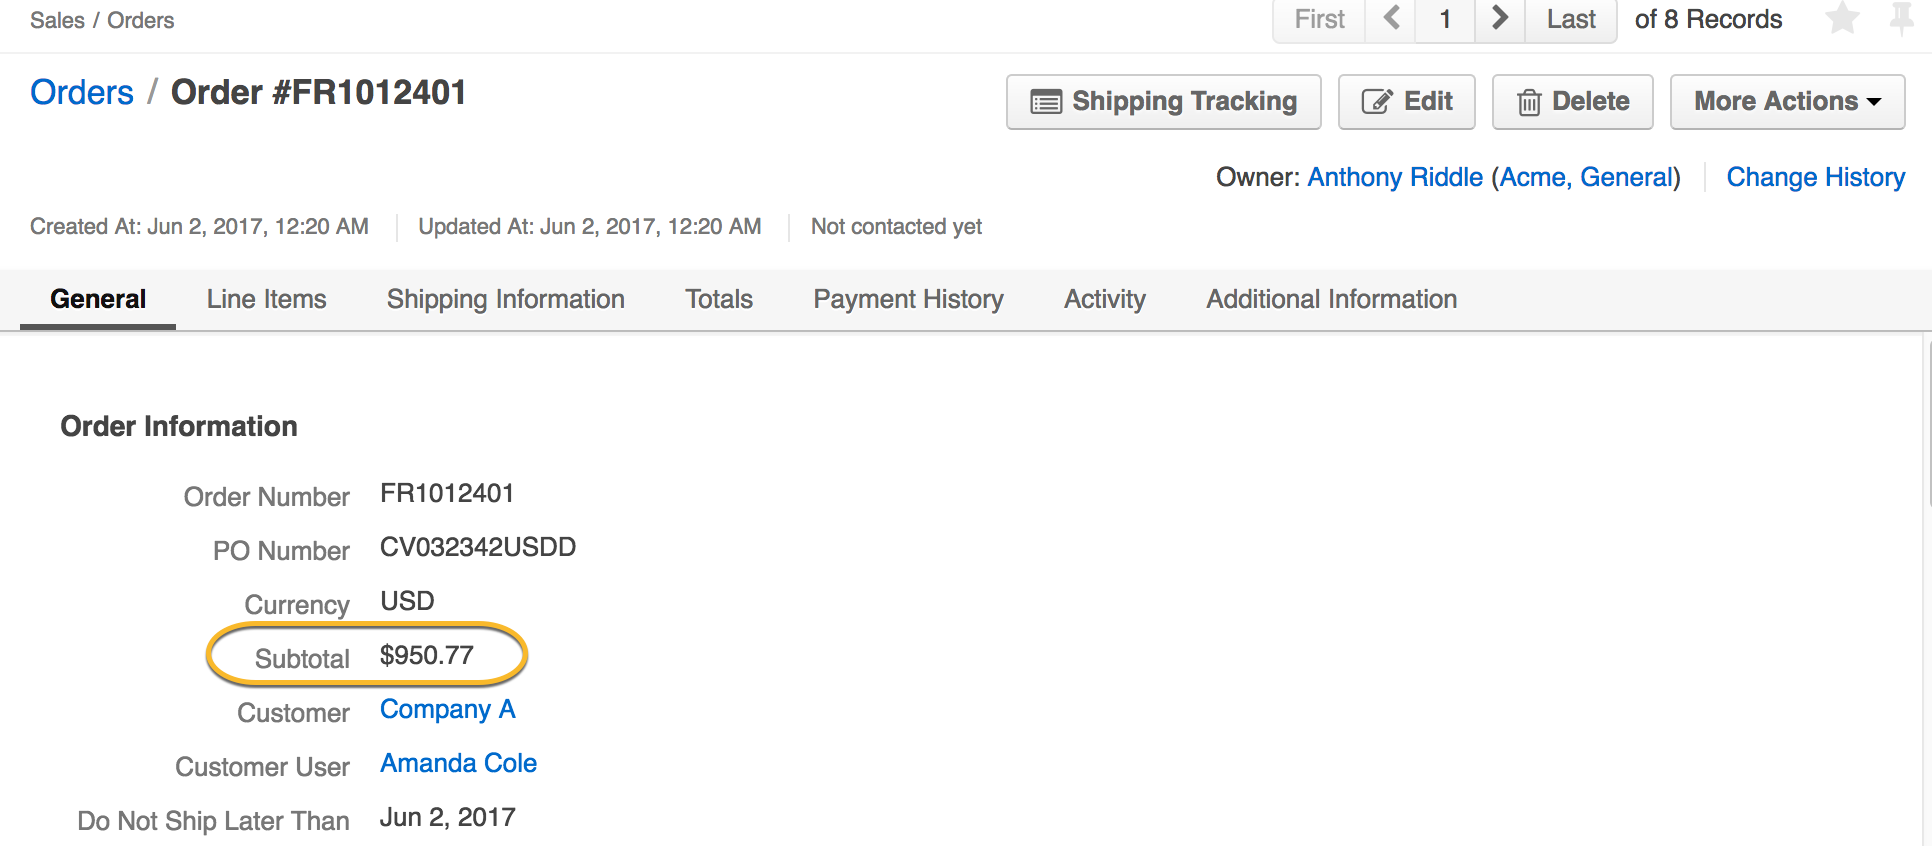 Sales / Orders
First 1 Last of 8 Records
Orders / Order #FR1012401
Shipping Tracking Edit Delete More Actions
Owner: Anthony Riddle (Acme, General) Change History
Created At: Jun 2, 2017, 12:20 AM Updated At: Jun 2, 2017, 12:20 AM Not contacted yet
General Line Items Shipping Information Totals Payment History Activity Additional Information
Order Information
Order Number FR1012401
PO Number CV032342USDD
Currency USD
Subtotal $950.77
Customer Company A
Customer User Amanda Cole
Do Not Ship Later Than Jun 2, 2017